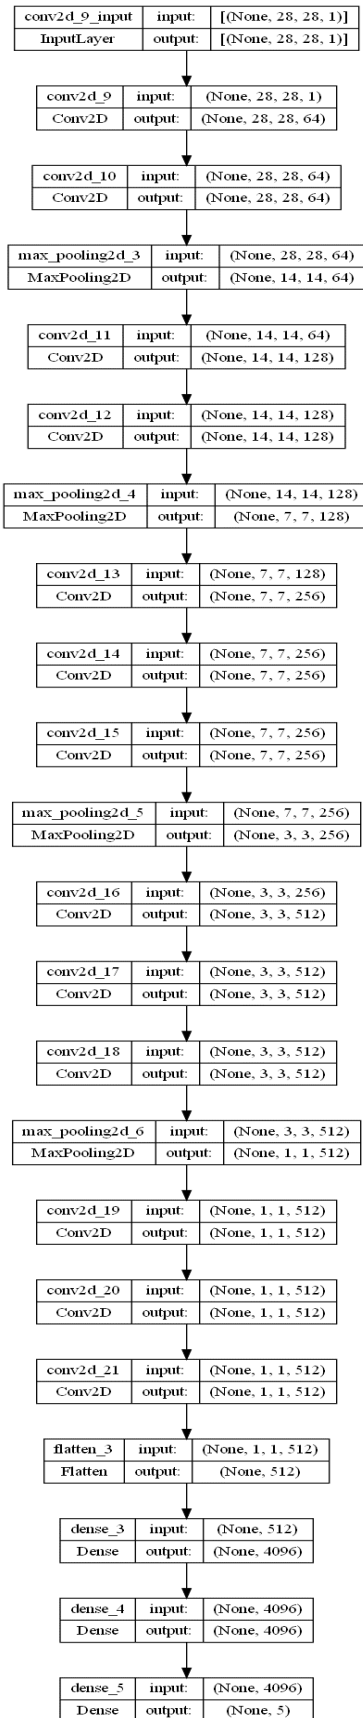 conv2d_9_input input: [(None, 28, 28, 1)]
InputLayer output: [(None, 28, 28, 1)]
conv2d_9 input: (None, 28, 28, 1)
Conv2D output: (None, 28, 28, 64)
conv2d_10 input: (None, 28, 28, 64)
Conv2D output: (None, 28, 28, 64)
max_pooling2d_3 input: (None, 28, 28, 64)
MaxPooling2D output: (None, 14, 14, 64)
conv2d_11 input: (None, 14, 14, 64)
Conv2D output: (None, 14, 14, 128)
conv2d_12 input: (None, 14, 14, 128)
Conv2D output: (None, 14, 14, 128)
max_pooling2d_4 input: (None, 14, 14, 128)
MaxPooling2D output: (None, 7, 7, 128)
conv2d_13 input: (None, 7, 7, 128)
Conv2D output: (None, 7, 7, 256)
conv2d_14 input: (None, 7, 7, 256)
Conv2D output: (None, 7, 7, 256)
conv2d_15 input: (None, 7, 7, 256)
Conv2D output: (None, 7, 7, 256)
max_pooling2d_5 input: (None, 7, 7, 256)
MaxPooling2D output: (None, 3, 3, 256)
conv2d_16 input: (None, 3, 3, 256)
Conv2D output: (None, 3, 3, 512)
conv2d_17 input: (None, 3, 3, 512)
Conv2D output: (None, 3, 3, 512)
conv2d_18 input: (None, 3, 3, 512)
Conv2D output: (None, 3, 3, 512)
max_pooling2d_6 input: (None, 3, 3, 512)
MaxPooling2D output: (None, 1, 1, 512)
conv2d_19 input: (None, 1, 1, 512)
Conv2D output: (None, 1, 1, 512)
conv2d_20 input: (None, 1, 1, 512)
Conv2D output: (None, 1, 1, 512)
conv2d_21 input: (None, 1, 1, 512)
Conv2D output: (None, 1, 1, 512)
flatten_3 input: (None, 1, 1, 512)
Flatten output: (None, 512)
dense_3 input: (None, 512)
Dense output: (None, 4096)
dense_4 input: (None, 4096)
Dense output: (None, 4096)
dense_5 input: (None, 4096)
Dense output: (None, 5)